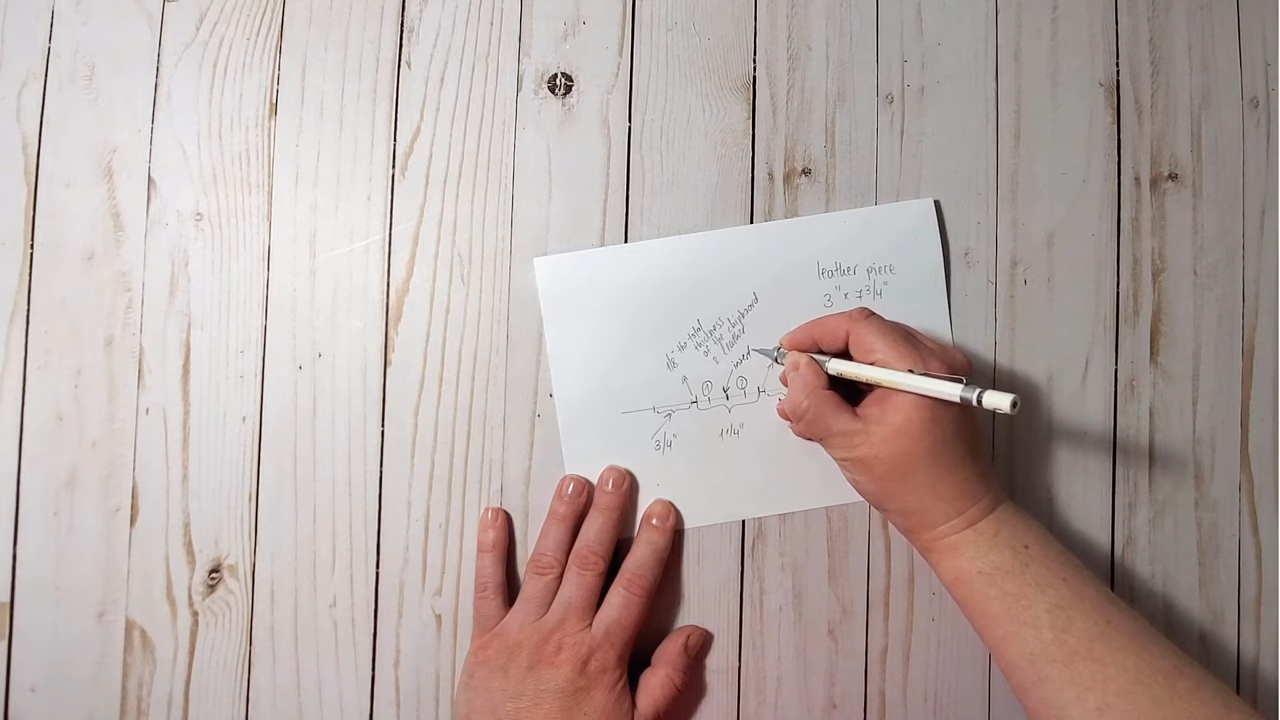 leather piece
3" x 7 3/4"
1/8" the total
thickness
of the chipboard
& leather
insert
1 2
3/4"
1 1/4"